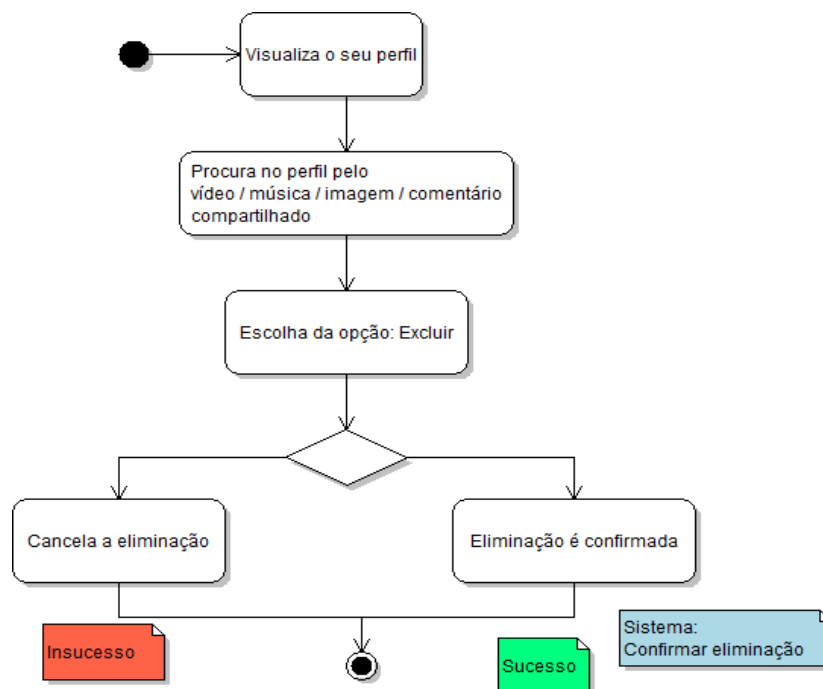 Visualiza o seu perfil
Procura no perfil pelo
vídeo / música / imagem / comentário
compartilhado
Escolha da opção: Excluir
Cancela a eliminação
Eliminação é confirmada
Insucesso
Sucesso
Sistema:
Confirmar eliminação